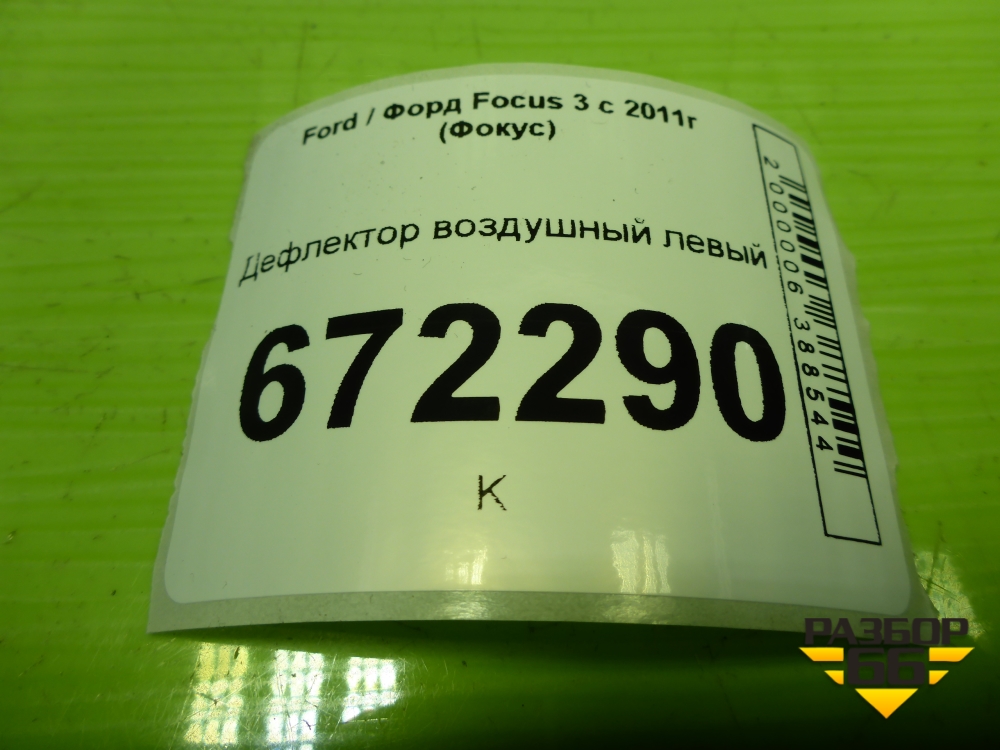 Ford / Форд Focus 3 с 2011г
(Фокус)
Дефлектор воздушный левый
672290
К
2000006388544
РАЗБОР
66